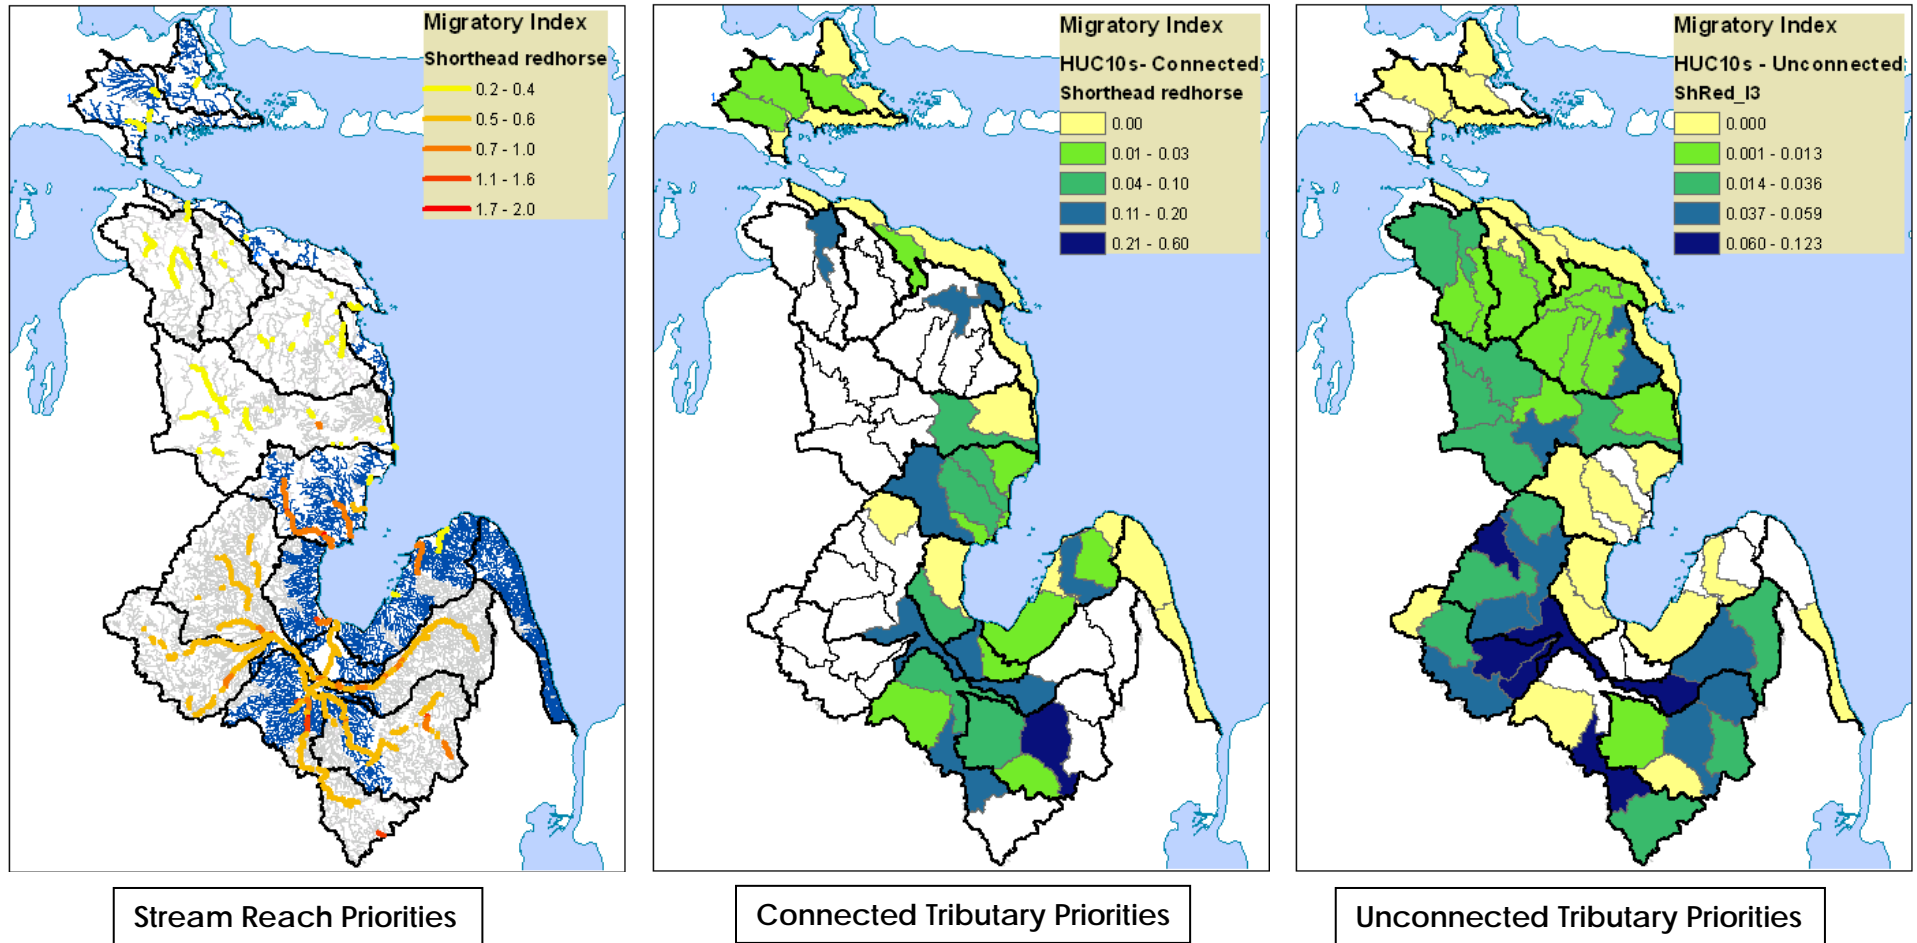 Migratory Index
Shorthead redhorse
0.2 - 0.4
0.5 - 0.6
0.7 - 1.0
1.1 - 1.6
1.7 - 2.0
Stream Reach Priorities
Migratory Index
HUC10s- Connected
Shorthead redhorse
0.00
0.01 - 0.03
0.04 - 0.10
0.11 - 0.20
0.21 - 0.60
Connected Tributary Priorities
Migratory Index
HUC10s - Unconnected
ShRed_I3
0.000
0.001 - 0.013
0.014 - 0.036
0.037 - 0.059
0.060 - 0.123
Unconnected Tributary Priorities